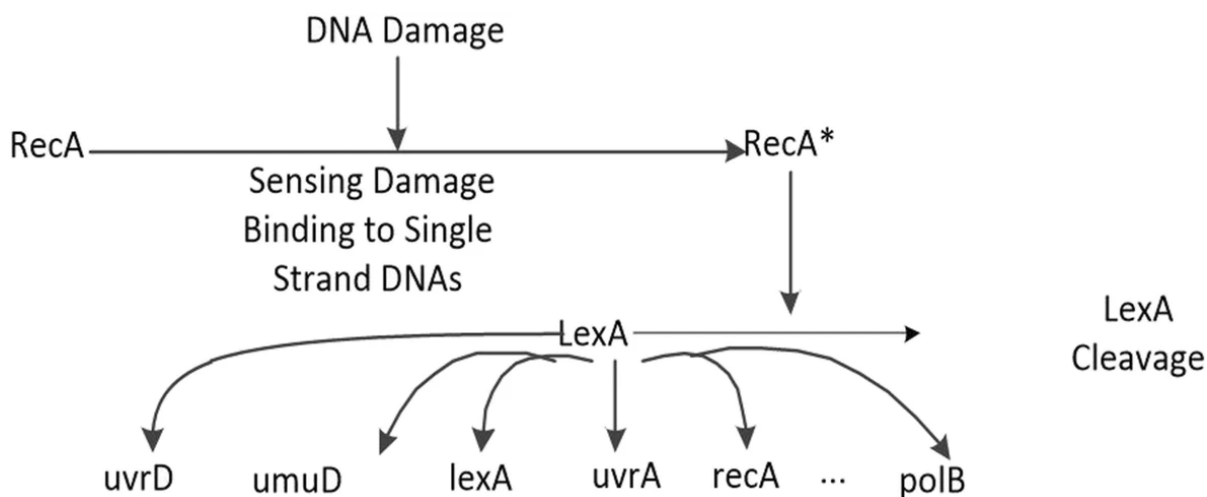 DNA Damage
RecA
RecA*
Sensing Damage
Binding to Single
Strand DNAs
LexA
LexA
Cleavage
uvrD
umuD
lexA
uvrA
recA
...
polB